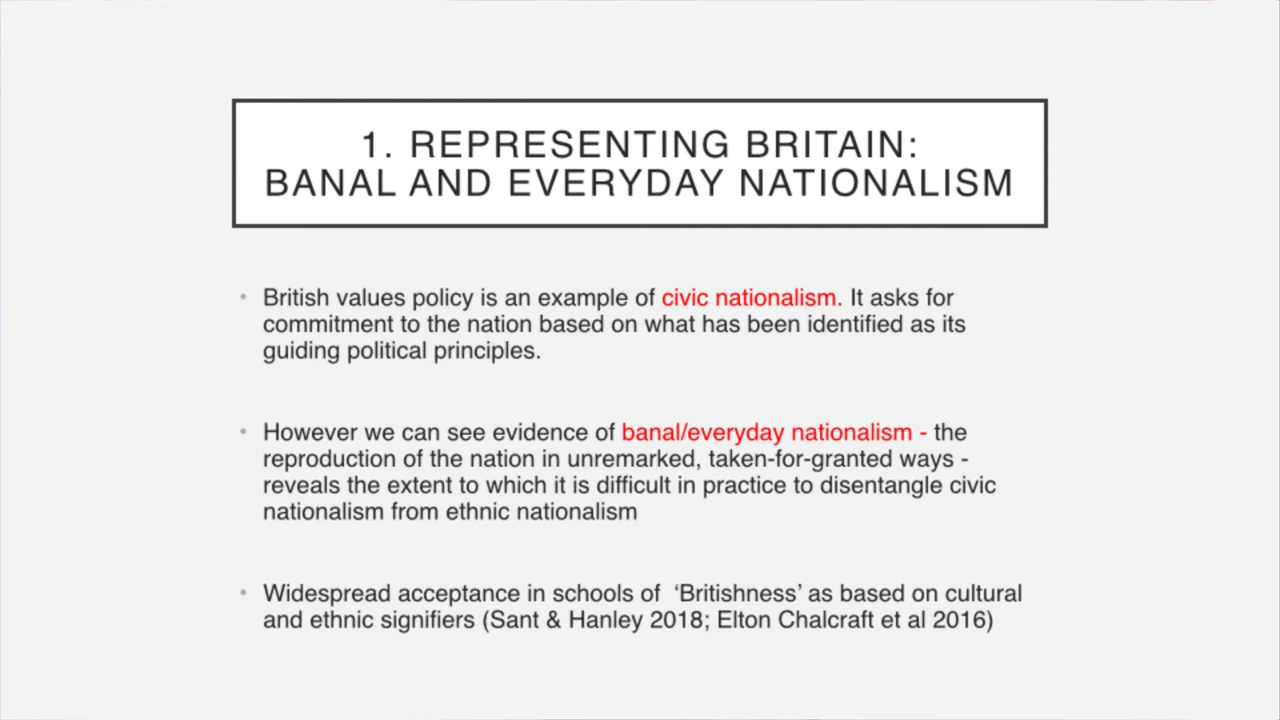 1. REPRESENTING BRITAIN:
BANAL AND EVERYDAY NATIONALISM
• British values policy is an example of civic nationalism. It asks for
commitment to the nation based on what has been identified as its
guiding political principles.
• However we can see evidence of banal/everyday nationalism - the
reproduction of the nation in unremarked, taken-for-granted ways -
reveals the extent to which it is difficult in practice to disentangle civic
nationalism from ethnic nationalism
• Widespread acceptance in schools of  ‘Britishness’ as based on cultural
and ethnic signifiers (Sant & Hanley 2018; Elton Chalcraft et al 2016)